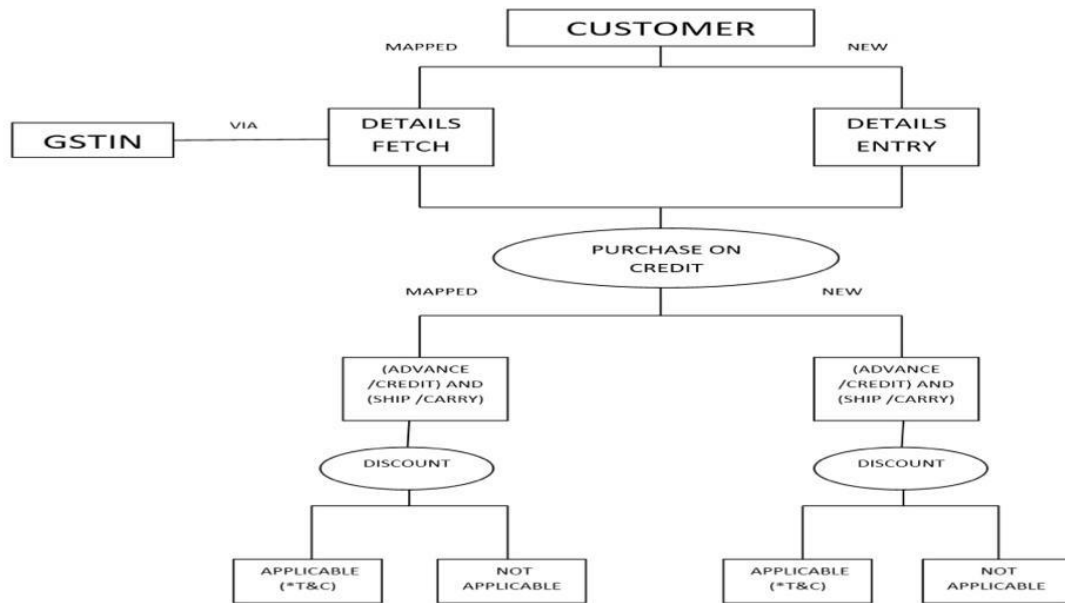 CUSTOMER
MAPPED
NEW
GSTIN
VIA
DETAILS
FETCH
DETAILS
ENTRY
PURCHASE ON
CREDIT
MAPPED
NEW
(ADVANCE
/CREDIT) AND
(SHIP /CARRY)
(ADVANCE
/CREDIT) AND
(SHIP /CARRY)
DISCOUNT
DISCOUNT
APPLICABLE
(*T&C)
NOT
APPLICABLE
APPLICABLE
(*T&C)
NOT
APPLICABLE